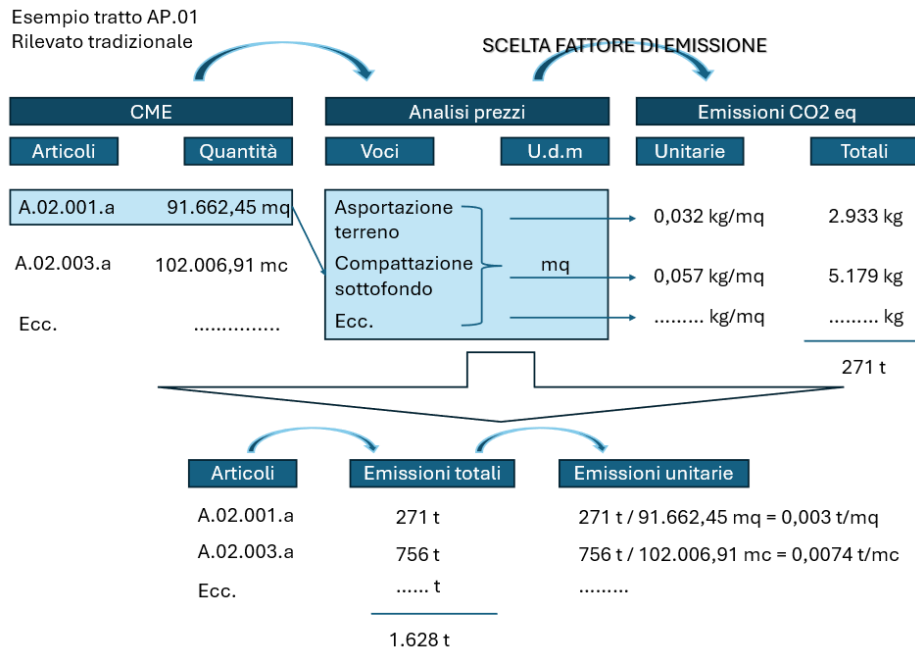 Esempio tratto AP.01
Rilevato tradizionale
SCELTA FATTORE DI EMISSIONE
CME
Analisi prezzi
Emissioni CO2 eq
Articoli
Quantità
Voci
U.d.m
Unitarie
Totali
A.02.001.a
91.662,45 mq
Asportazione
terreno
0,032 kg/mq
2.933 kg
A.02.003.a
102.006,91 mc
Compattazione
sottofondo
mq
0,057 kg/mq
5.179 kg
Ecc.
...............
Ecc.
......... kg/mq
......... kg
271 t
Articoli
Emissioni totali
Emissioni unitarie
A.02.001.a
271 t
271 t / 91.662,45 mq = 0,003 t/mq
A.02.003.a
756 t
756 t / 102.006,91 mc = 0,0074 t/mc
Ecc.
...... t
.........
1.628 t